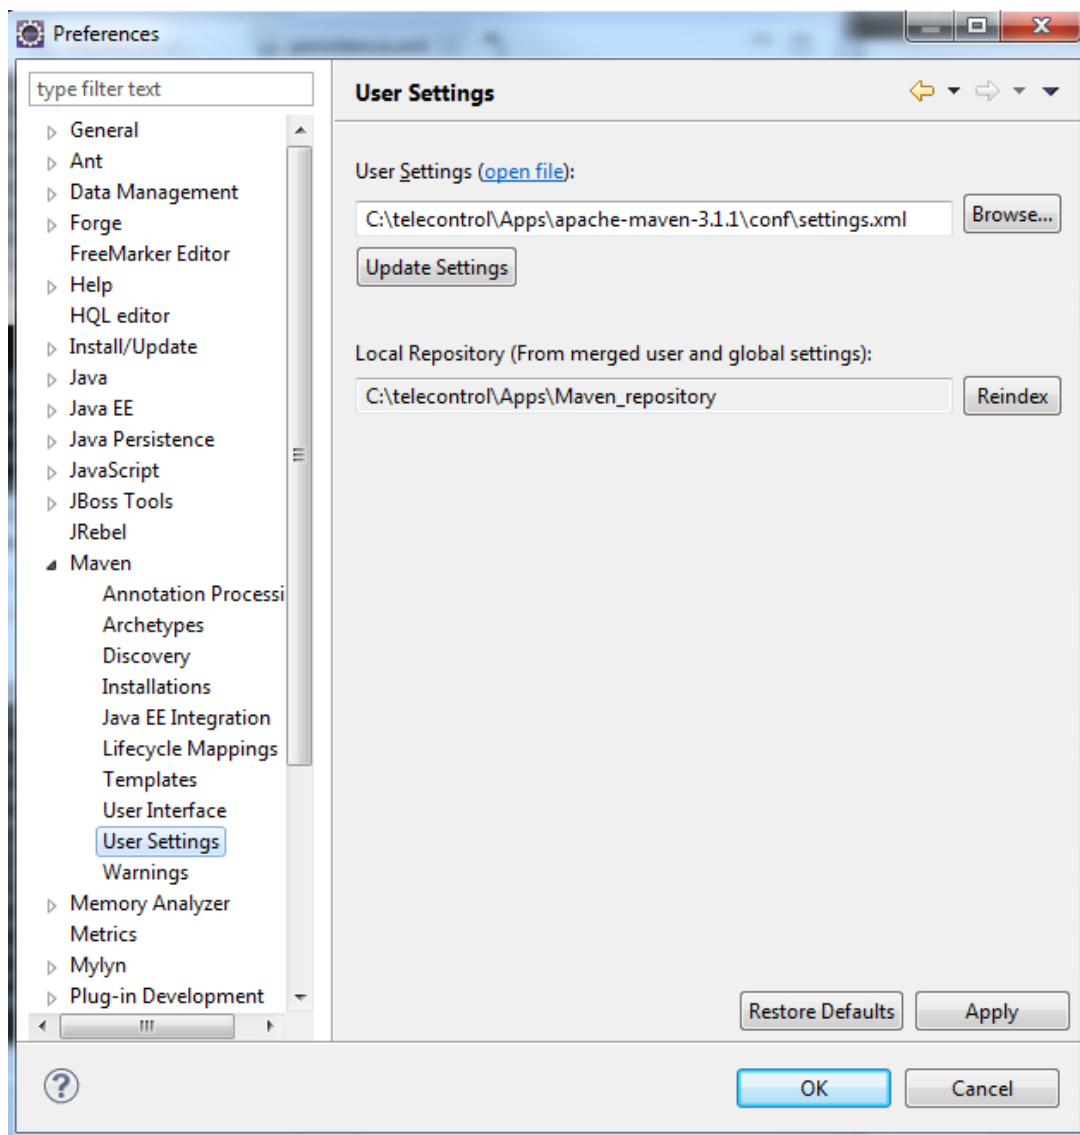 Preferences
type filter text
General
Ant
Data Management
Forge
FreeMarker Editor
Help
HQL editor
Install/Update
Java
Java EE
Java Persistence
JavaScript
JBoss Tools
JRebel
Maven
Annotation Processi
Archetypes
Discovery
Installations
Java EE Integration
Lifecycle Mappings
Templates
User Interface
User Settings
Warnings
Memory Analyzer
Metrics
Mylyn
Plug-in Development
User Settings
User Settings (open file):
C:\telecontrol\Apps\apache-maven-3.1.1\conf\settings.xml
Browse...
Update Settings
Local Repository (From merged user and global settings):
C:\telecontrol\Apps\Maven_repository
Reindex
Restore Defaults
Apply
OK
Cancel